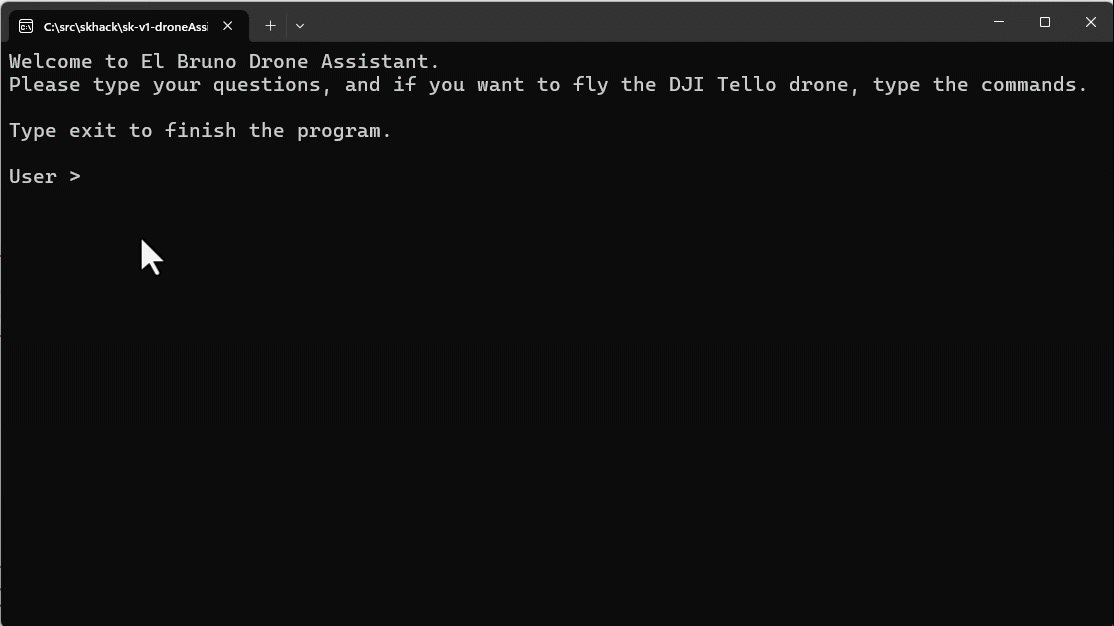 C:\src\skhack\sk-v1-droneAssi
Welcome to El Bruno Drone Assistant.
Please type your questions, and if you want to fly the DJI Tello drone, type the commands.
Type exit to finish the program.
User >